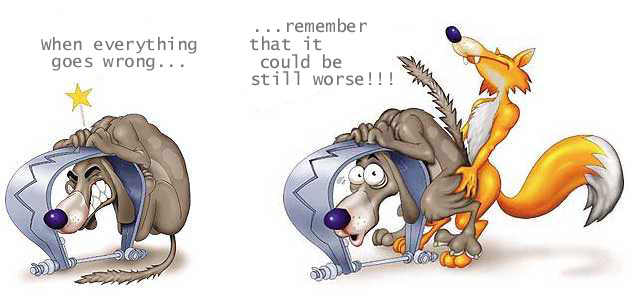 When everything
goes wrong...
...remember
that it
could be
still worse!!!